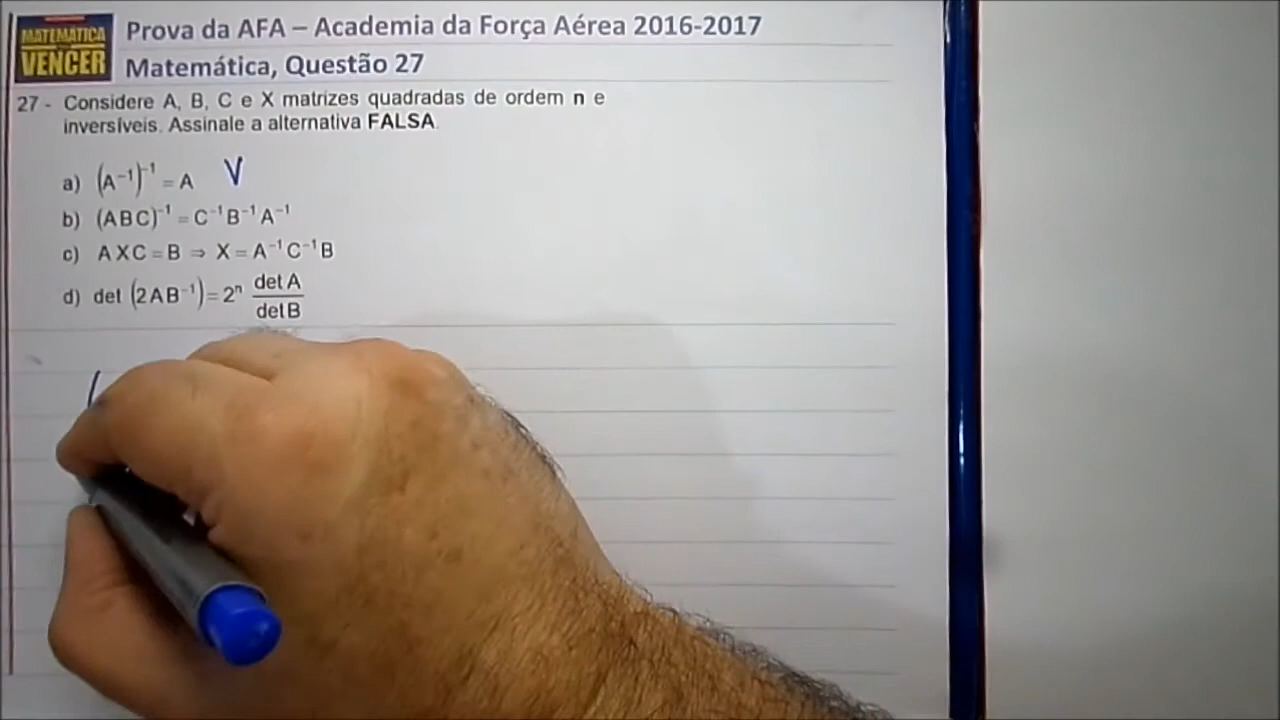 MATEMÁTICA
VENCER
Prova da AFA – Academia da Força Aérea 2016-2017
Matemática, Questão 27
27 - Considere A, B, C e X matrizes quadradas de ordem n e
inversíveis. Assinale a alternativa FALSA.
a) (A⁻¹)⁻¹ = A V
b) (ABC)⁻¹ = C⁻¹B⁻¹A⁻¹
c) AXC = B ⇒ X = A⁻¹C⁻¹B
d) det (2AB⁻¹) = 2ⁿ det A / det B
(